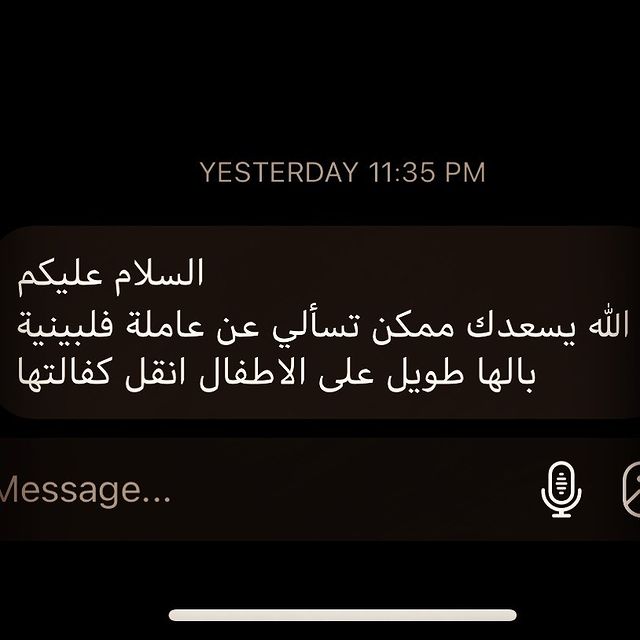 YESTERDAY 11:35 PM
السلام عليكم
الله يسعدك ممكن تسألي عن عاملة فلبينية
بالها طويل على الاطفال انقل كفالتها
Message...